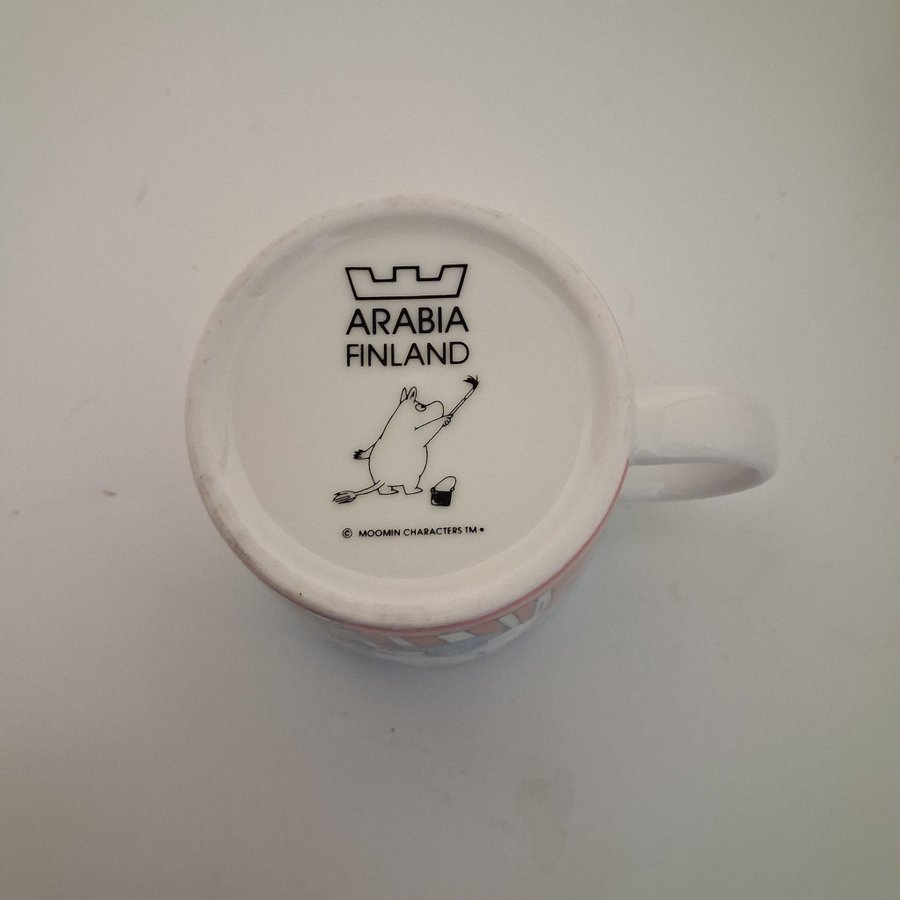 ARABIA
FINLAND
© MOOMIN CHARACTERS TM •